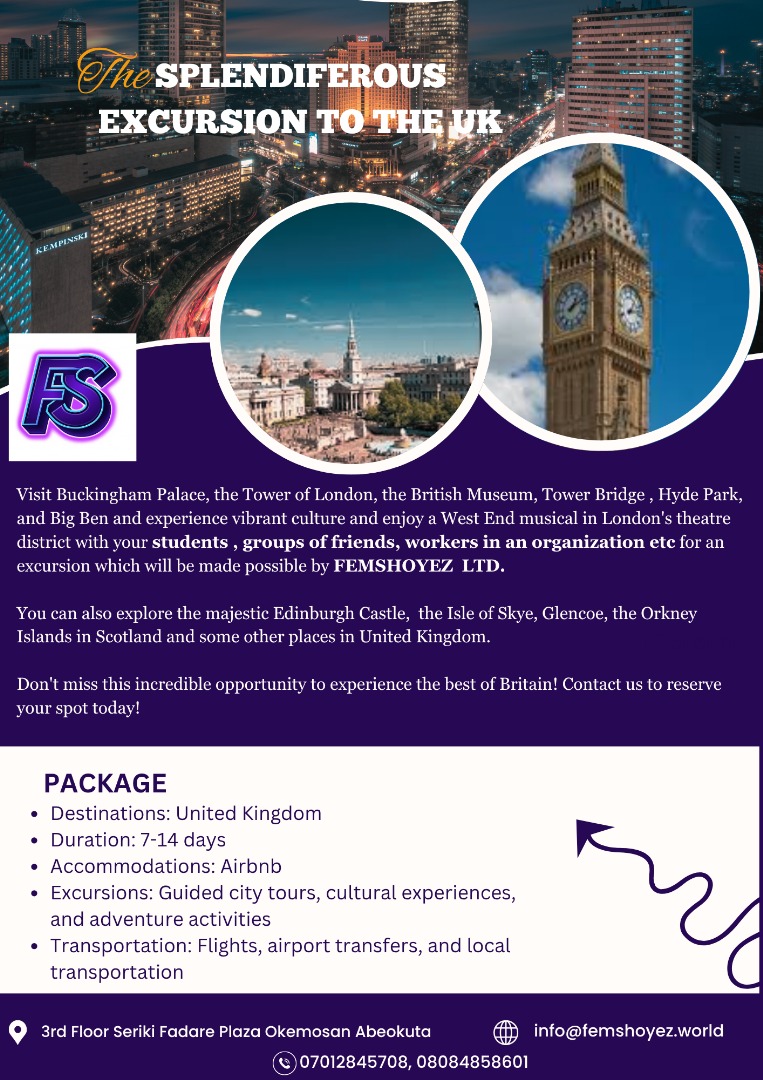 The SPLENDIFEROUS
EXCURSION TO THE UK
KEMPINSKI
FS
Visit Buckingham Palace, the Tower of London, the British Museum, Tower Bridge , Hyde Park,
and Big Ben and experience vibrant culture and enjoy a West End musical in London's theatre
district with your students , groups of friends, workers in an organization etc for an
excursion which will be made possible by FEMSHOYEZ LTD.
You can also explore the majestic Edinburgh Castle, the Isle of Skye, Glencoe, the Orkney
Islands in Scotland and some other places in United Kingdom.
Don't miss this incredible opportunity to experience the best of Britain! Contact us to reserve
your spot today!
PACKAGE
• Destinations: United Kingdom
• Duration: 7-14 days
• Accommodations: Airbnb
• Excursions: Guided city tours, cultural experiences,
and adventure activities
• Transportation: Flights, airport transfers, and local
transportation
3rd Floor Seriki Fadare Plaza Okemosan Abeokuta
info@femshoyez.world
07012845708, 08084858601